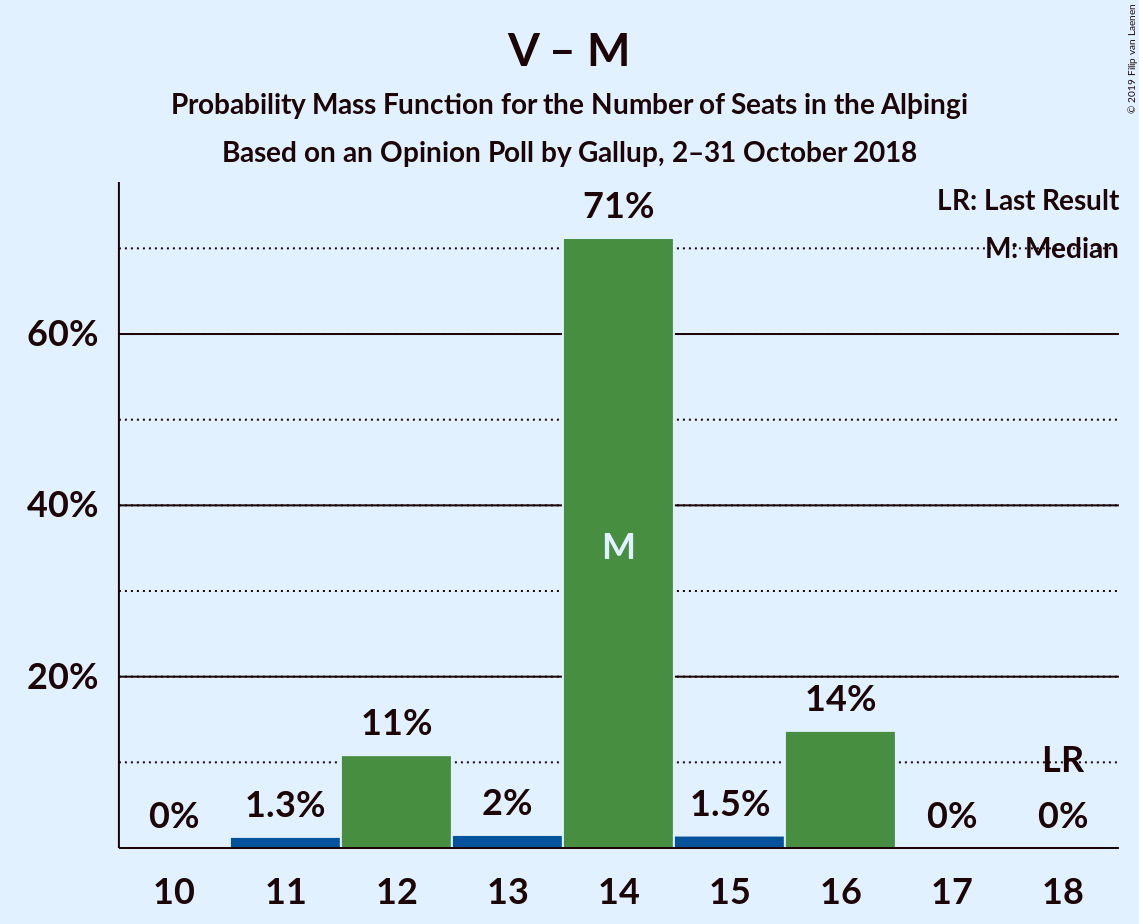 V – M
Probability Mass Function for the Number of Seats in the Alþingi
Based on an Opinion Poll by Gallup, 2–31 October 2018
© 2019 Filip van Laenen
LR: Last Result
M: Median
71%
60%
40%
20%
M
0%
1.3%
11%
2%
1.5%
14%
0%
LR
0%
10 11 12 13 14 15 16 17 18